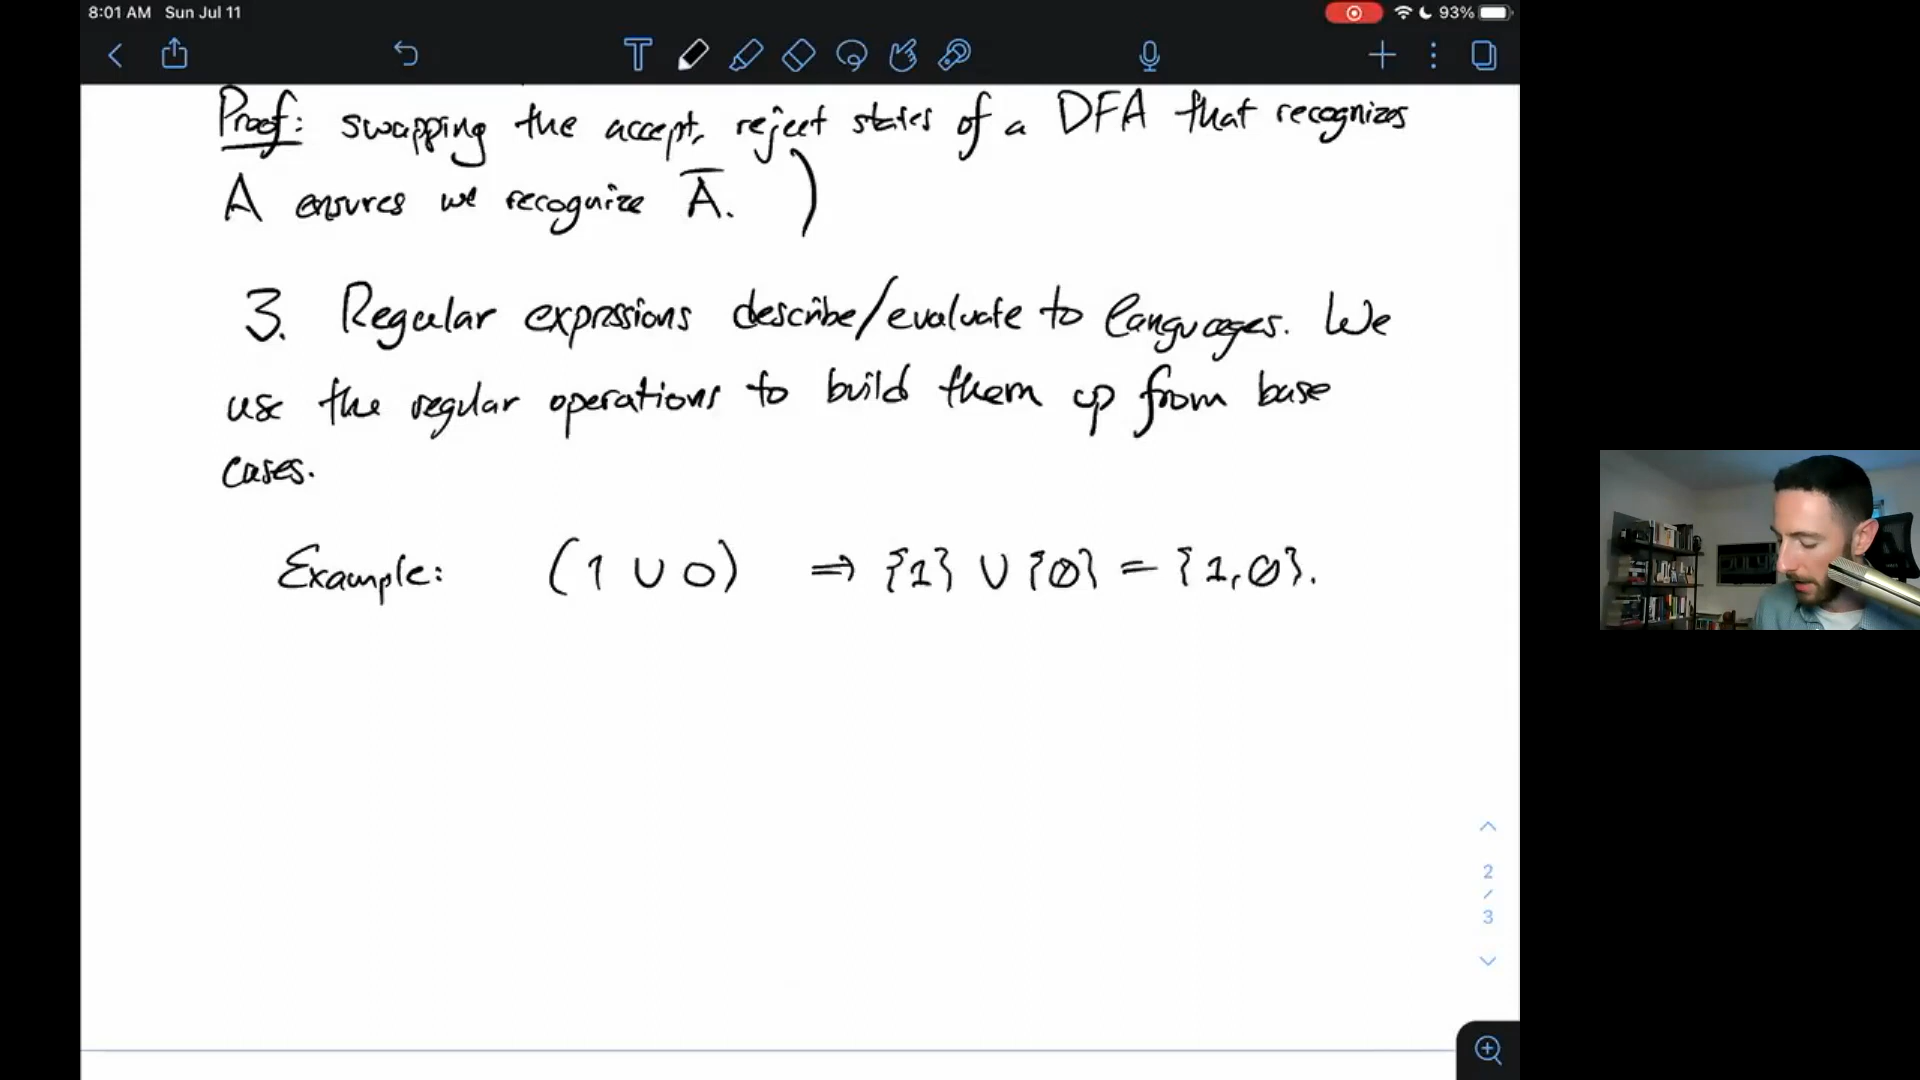 8:01 AM Sun Jul 11
93%
Proof: swapping the accept, reject states of a DFA that recognizes
A ensures we recognize A̅. )
3. Regular expressions describe/evaluate to languages. We
use the regular operations to build them up from base
cases.
Example: (1 ∪ 0) ⇒ {1} ∪ {0} = {1,0}.
2
/
3